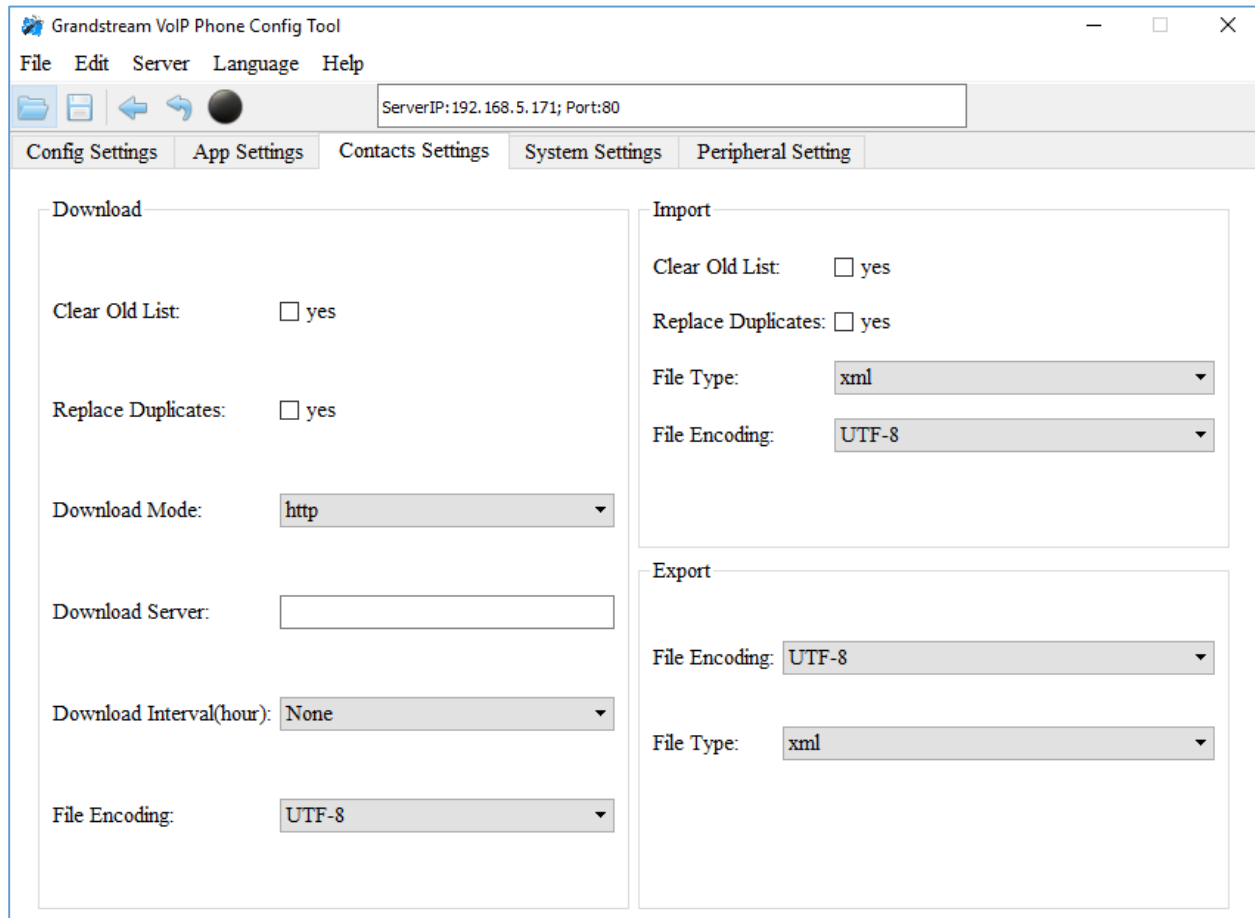 Grandstream VoIP Phone Config Tool
File Edit Server Language Help
ServerIP:192.168.5.171; Port:80
Config Settings App Settings Contacts Settings System Settings Peripheral Setting
Download
Clear Old List: yes
Replace Duplicates: yes
Download Mode: http
Download Server:
Download Interval(hour): None
File Encoding: UTF-8
Import
Clear Old List: yes
Replace Duplicates: yes
File Type: xml
File Encoding: UTF-8
Export
File Encoding: UTF-8
File Type: xml